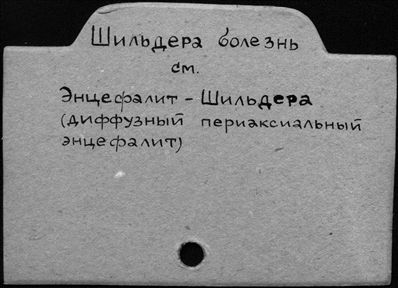 Шильдера болезнь
см.
Энцефалит - Шильдера
(диффузный периаксиальный
энцефалит)